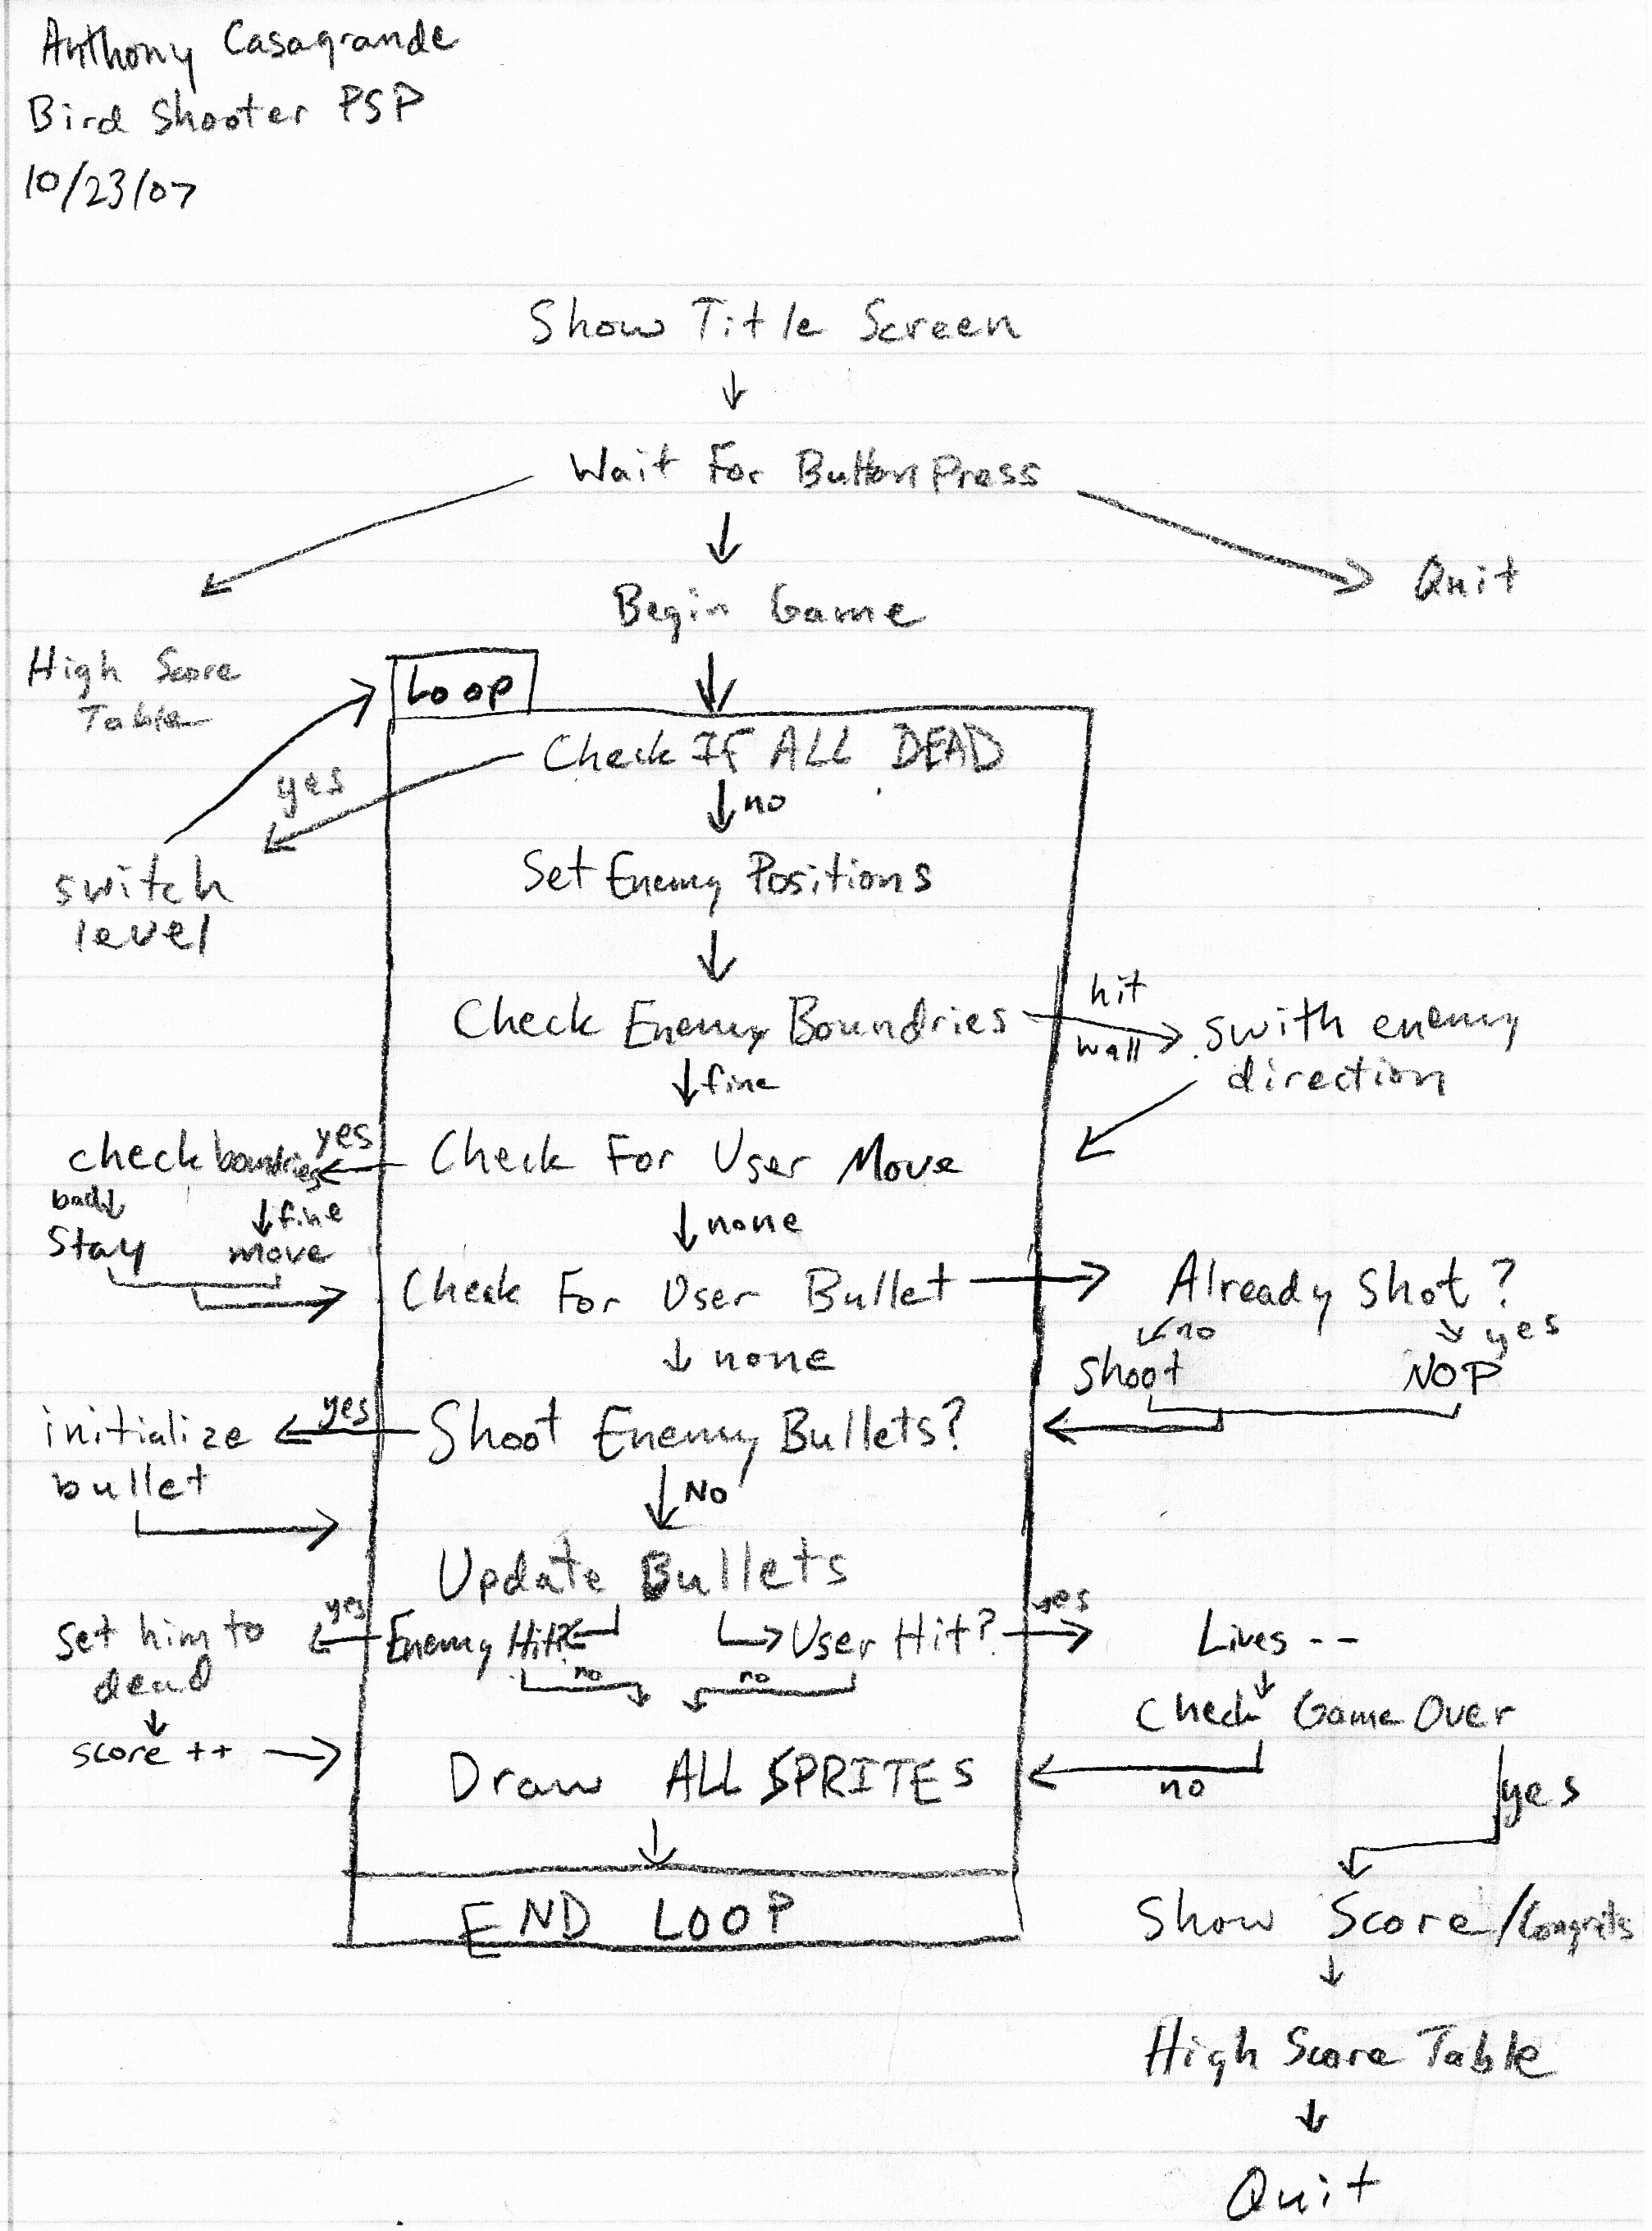 Anthony Casagrande
Bird Shooter PSP
10/23/07
Show Title Screen
Wait For Button Press
Quit
Begin Game
High Score
Table
Loop
Check If ALL DEAD
yes
no
switch
level
Set Enemy Positions
Check Enemy Boundries
hit
wall
swith enemy
direction
fine
Check For User Move
yes
check boundries
bad
fine
Stay
move
none
Check For User Bullet
Already Shot?
no
yes
Shoot
NOP
none
Shoot Enemy Bullets?
yes
initialize
bullet
No
Update Bullets
Enemy Hit?
yes
set him to
dead
score ++
no
User Hit?
yes
no
Lives --
Check Game Over
no
yes
Draw ALL SPRITES
END LOOP
Show Score/Congrats
High Score Table
Quit